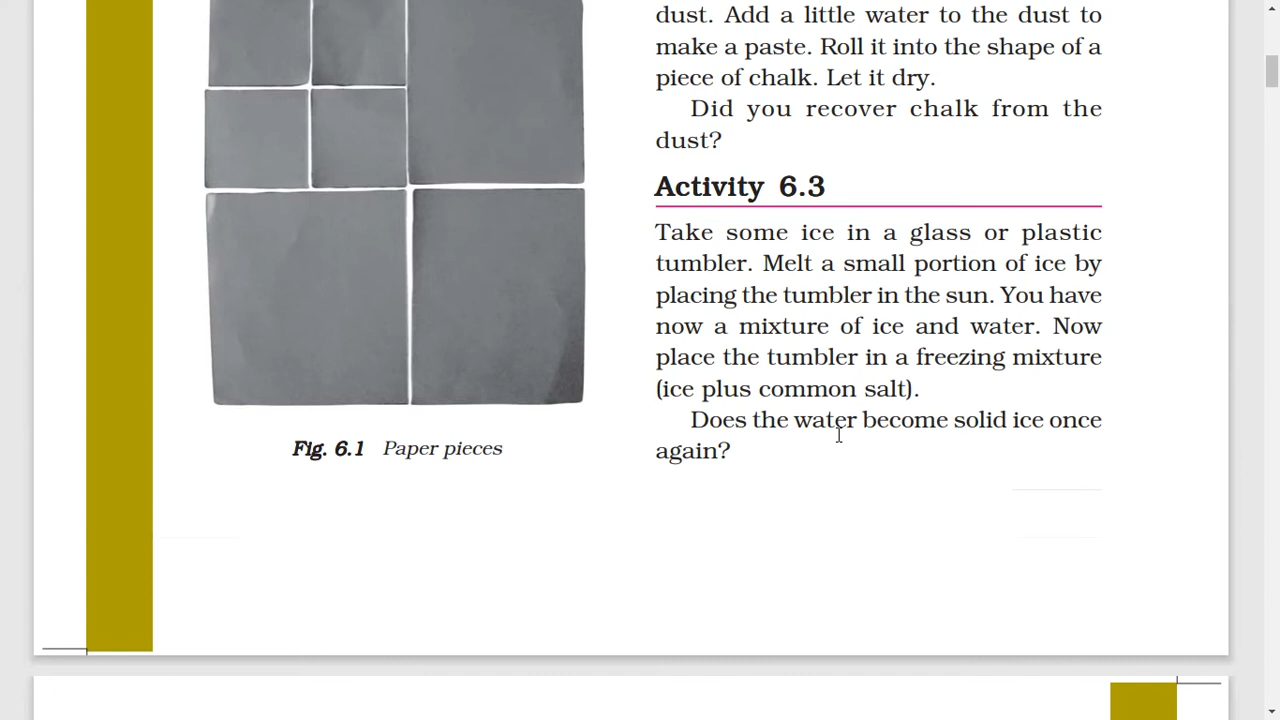 dust. Add a little water to the dust to
make a paste. Roll it into the shape of a
piece of chalk. Let it dry.
Did you recover chalk from the
dust?
Activity 6.3
Take some ice in a glass or plastic
tumbler. Melt a small portion of ice by
placing the tumbler in the sun. You have
now a mixture of ice and water. Now
place the tumbler in a freezing mixture
(ice plus common salt).
Does the water become solid ice once
again?
Fig. 6.1 Paper pieces